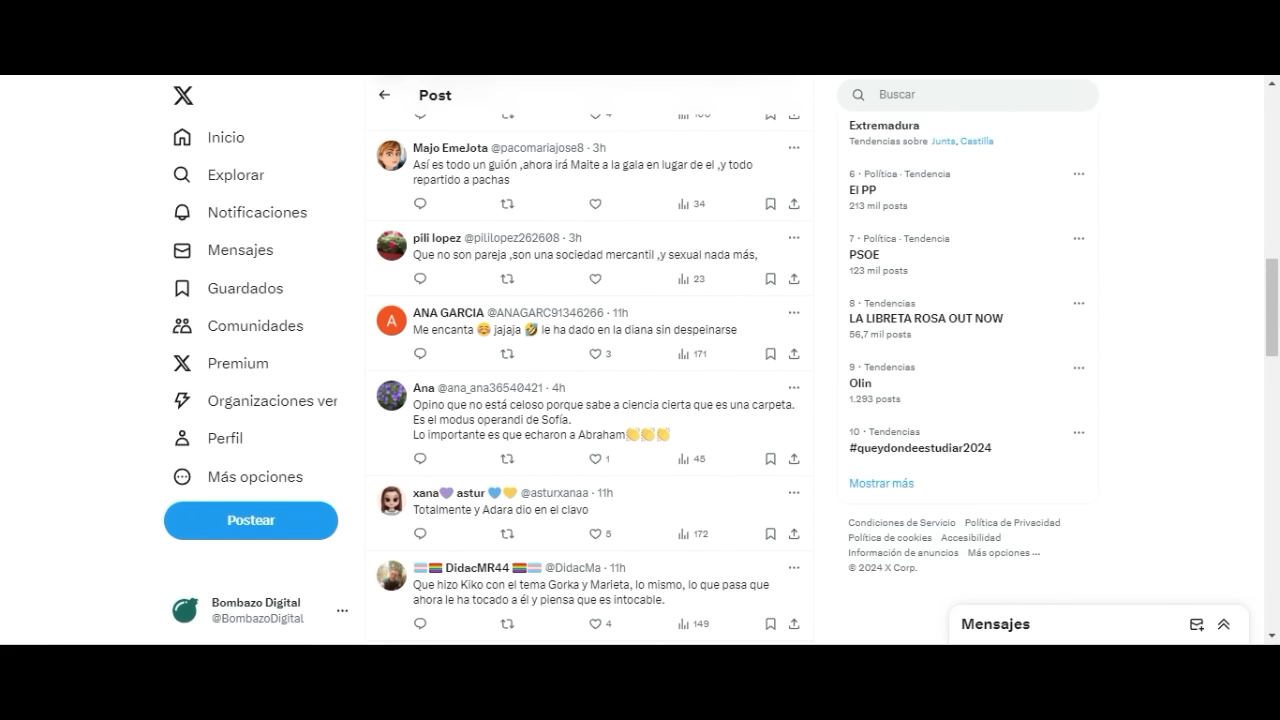 Inicio
Explorar
Notificaciones
Mensajes
Guardados
Comunidades
Premium
Organizaciones ver
Perfil
Más opciones
Postear
Bombazo Digital
@BombazoDigital
Post
4
Majo EmeJota @pacomariajose8 · 3h
Así es todo un guión ,ahora irá Maite a la gala en lugar de el ,y todo
repartido a pachas
34
pili lopez @pililopez262608 · 3h
Que no son pareja ,son una sociedad mercantil ,y sexual nada más,
23
A
ANA GARCIA @ANAGARC91346266 · 11h
Me encanta 🤭 jajaja 🤣 le ha dado en la diana sin despeinarse
3 171
Ana @ana_ana36540421 · 4h
Opino que no está celoso porque sabe a ciencia cierta que es una carpeta.
Es el modus operandi de Sofía.
Lo importante es que echaron a Abraham👏👏👏
1 45
xana💜 astur 💙💛 @asturxanaa · 11h
Totalmente y Adara dio en el clavo
5 172
🏳️‍⚧️🏳️‍🌈 DidacMR44 🏳️‍🌈🏳️‍⚧️ @DidacMa · 11h
Que hizo Kiko con el tema Gorka y Marieta, lo mismo, lo que pasa que
ahora le ha tocado a él y piensa que es intocable.
4 149
Buscar
Extremadura
Tendencias sobre Junts, Castilla
6 · Política · Tendencia
El PP
213 mil posts
7 · Política · Tendencia
PSOE
123 mil posts
8 · Tendencias
LA LIBRETA ROSA OUT NOW
56,7 mil posts
9 · Tendencias
Olin
1.293 posts
10 · Tendencias
#queydondeestudiar2024
Mostrar más
Condiciones de Servicio Política de Privacidad
Política de cookies Accesibilidad
Información de anuncios Más opciones ···
© 2024 X Corp.
Mensajes